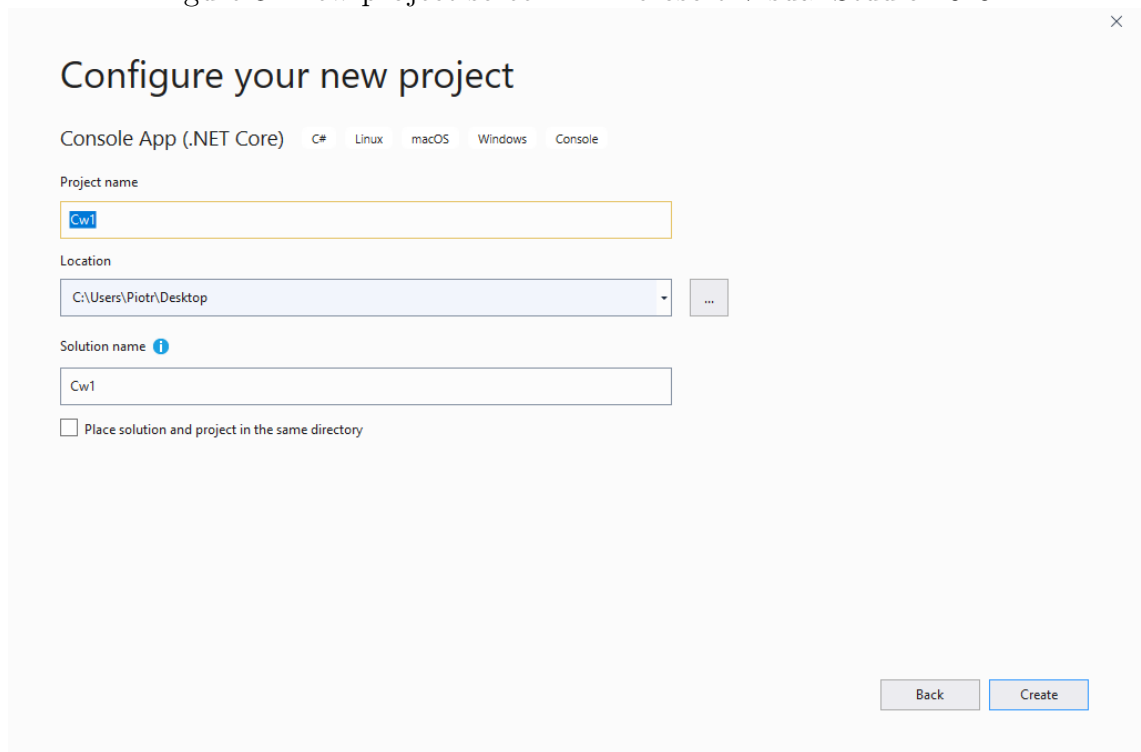 Configure your new project
Console App (.NET Core) C# Linux macOS Windows Console
Project name
Cw1
Location
C:\Users\Piotr\Desktop
...
Solution name
Cw1
Place solution and project in the same directory
Back Create